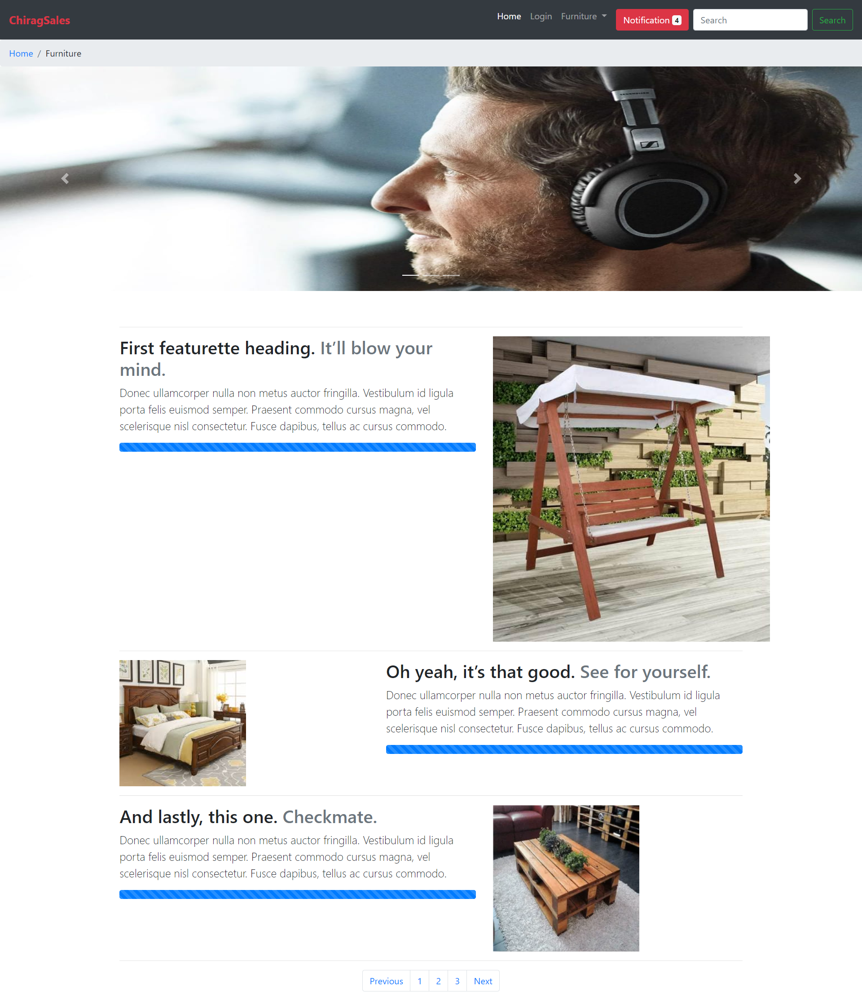 ChiragSales
Home Login Furniture Notification 4 Search Search
Home / Furniture
First featurette heading. It’ll blow your
mind.
Donec ullamcorper nulla non metus auctor fringilla. Vestibulum id ligula
porta felis euismod semper. Praesent commodo cursus magna, vel
scelerisque nisl consectetur. Fusce dapibus, tellus ac cursus commodo.
Oh yeah, it’s that good. See for yourself.
Donec ullamcorper nulla non metus auctor fringilla. Vestibulum id ligula
porta felis euismod semper. Praesent commodo cursus magna, vel
scelerisque nisl consectetur. Fusce dapibus, tellus ac cursus commodo.
And lastly, this one. Checkmate.
Donec ullamcorper nulla non metus auctor fringilla. Vestibulum id ligula
porta felis euismod semper. Praesent commodo cursus magna, vel
scelerisque nisl consectetur. Fusce dapibus, tellus ac cursus commodo.
Previous 1 2 3 Next